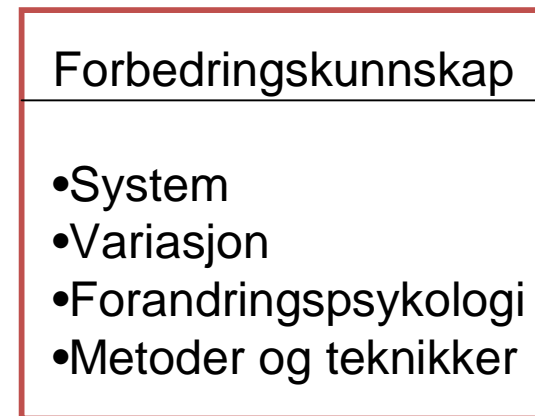 Forbedringskunnskap
•System
•Variasjon
•Forandringspsykologi
•Metoder og teknikker